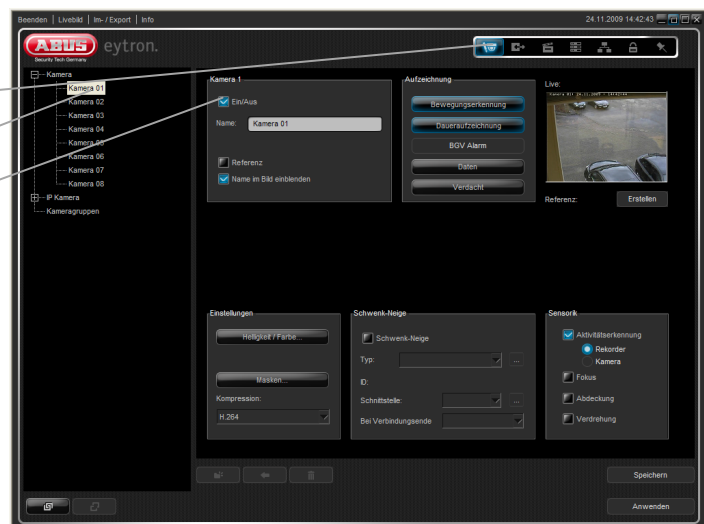 Beenden | Livebild | Im- / Export | Info
24.11.2009 14:42:43
ABUS
Security Tech Germany
eytron.
Kamera
Kamera 01
Kamera 02
Kamera 03
Kamera 04
Kamera 05
Kamera 06
Kamera 07
Kamera 08
IP Kamera
Kameragruppen
Kamera 1
Ein/Aus
Name:
Kamera 01
Referenz
Name im Bild einblenden
Aufzeichnung
Bewegungserkennung
Daueraufzeichnung
BGV Alarm
Daten
Verdacht
Live:
Referenz:
Erstellen
Einstellungen
Helligkeit / Farbe...
Masken...
Kompression:
H.264
Schwenk-Neige
Schwenk-Neige
Typ:
...
ID:
Schnittstelle:
...
Bei Verbindungsende
Sensorik
Aktivitätserkennung
Rekorder
Kamera
Fokus
Abdeckung
Verdrehung
Speichern
Anwenden